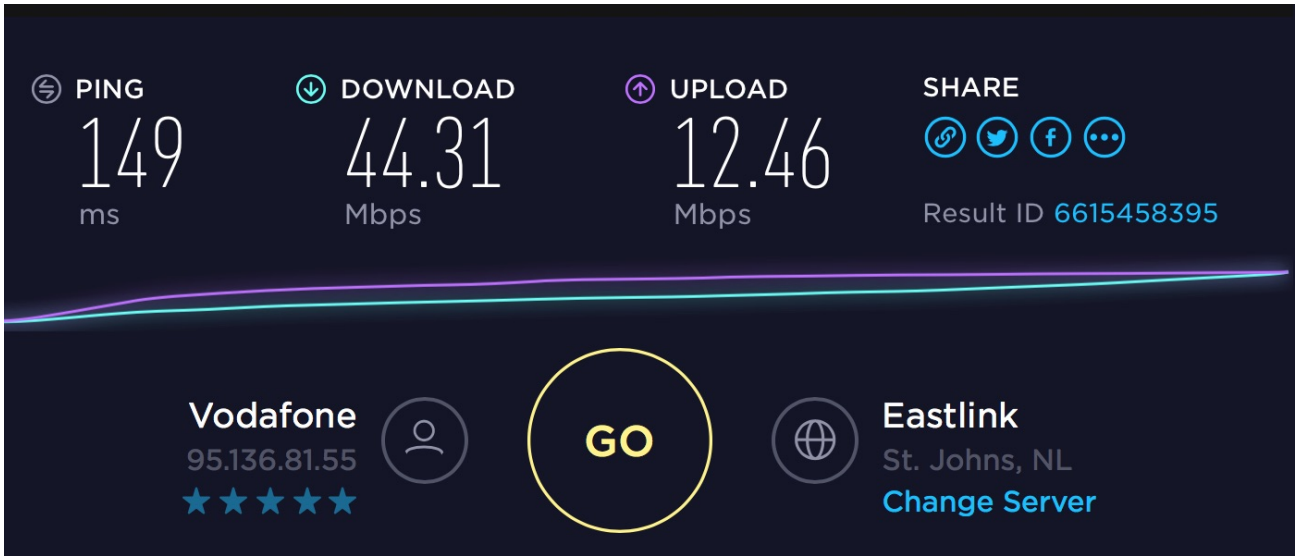 PING
149
ms
DOWNLOAD
44.31
Mbps
UPLOAD
12.46
Mbps
SHARE
Result ID 6615458395
Vodafone
95.136.81.55
GO
Eastlink
St. Johns, NL
Change Server